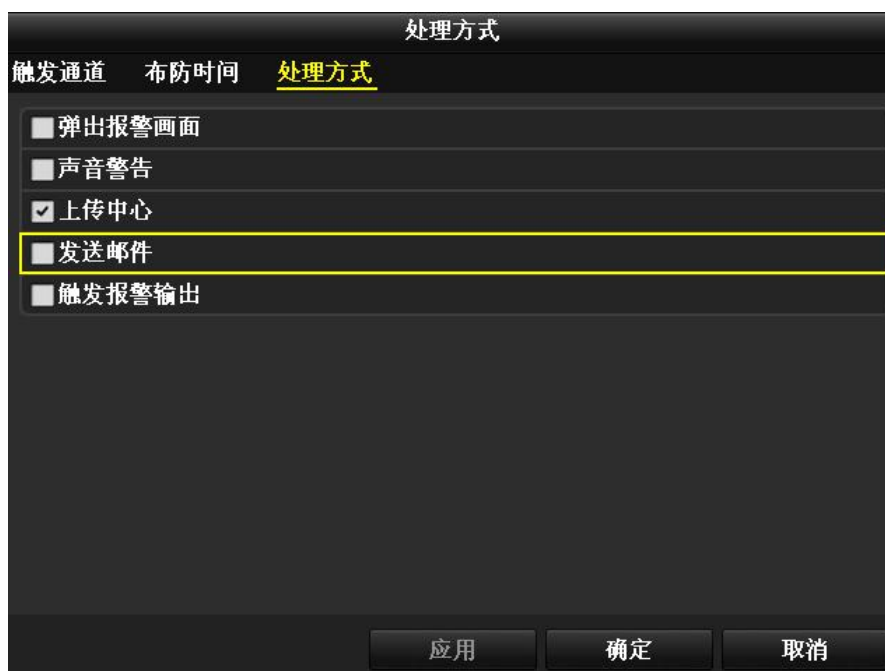 处理方式
触发通道 布防时间 处理方式
弹出报警画面
声音警告
上传中心
发送邮件
触发报警输出
应用 确定 取消